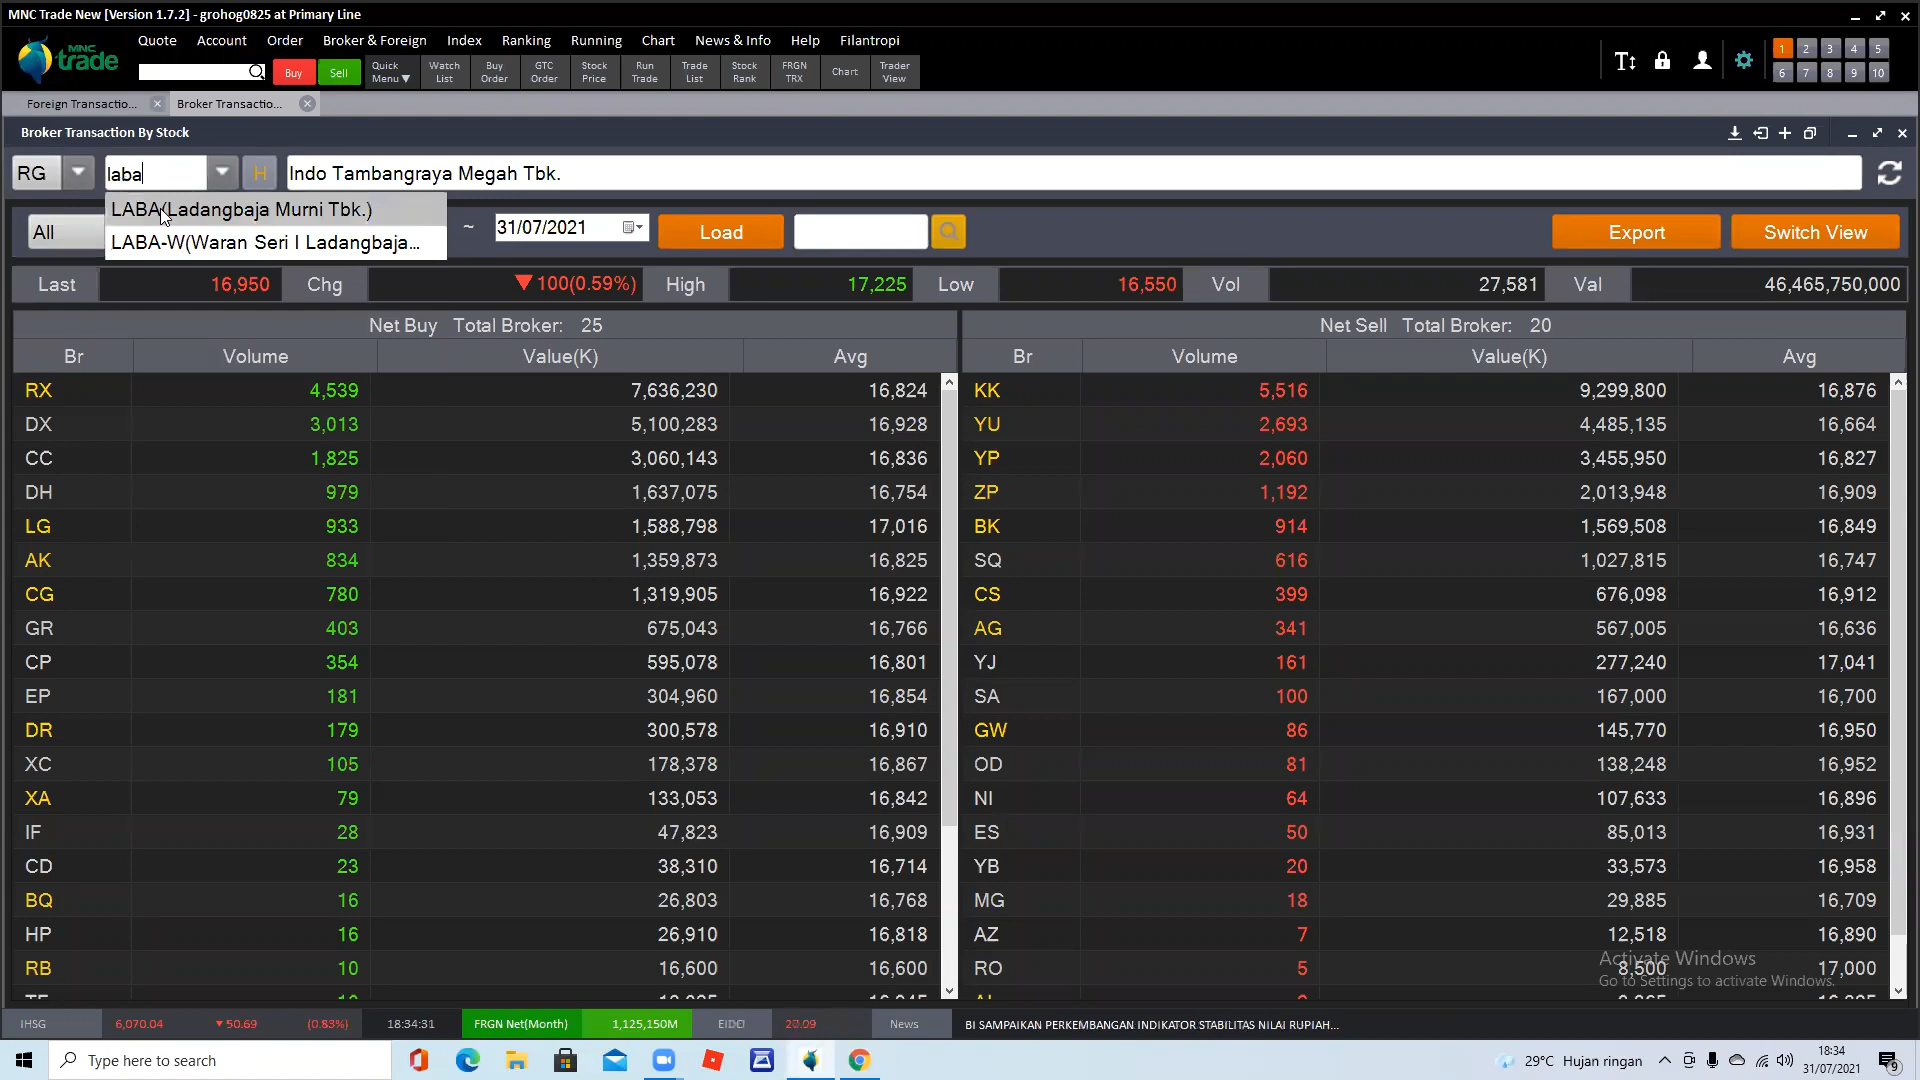 MNC Trade New [Version 1.7.2] - grohog0825 at Primary Line
MNC trade
Quote Account Order Broker & Foreign Index Ranking Running Chart News & Info Help Filantropi
Buy Sell Quick Menu▼ Watch List Buy Order GTC Order Stock Price Run Trade Trade List Stock Rank FRGN TRX Chart Trader View
1 2 3 4 5
6 7 8 9 10
Foreign Transactio... Broker Transactio...
Broker Transaction By Stock
RG laba H Indo Tambangraya Megah Tbk.
LABA(Ladangbaja Murni Tbk.)
LABA-W(Waran Seri I Ladangbaja...
All ~ 31/07/2021 Load Export Switch View
Last 16,950 Chg ▼100(0.59%) High 17,225 Low 16,550 Vol 27,581 Val 46,465,750,000
Net Buy Total Broker: 25 Net Sell Total Broker: 20
Br Volume Value(K) Avg Br Volume Value(K) Avg
RX 4,539 7,636,230 16,824 KK 5,516 9,299,800 16,876
DX 3,013 5,100,283 16,928 YU 2,693 4,485,135 16,664
CC 1,825 3,060,143 16,836 YP 2,060 3,455,950 16,827
DH 979 1,637,075 16,754 ZP 1,192 2,013,948 16,909
LG 933 1,588,798 17,016 BK 914 1,569,508 16,849
AK 834 1,359,873 16,825 SQ 616 1,027,815 16,747
CG 780 1,319,905 16,922 CS 399 676,098 16,912
GR 403 675,043 16,766 AG 341 567,005 16,636
CP 354 595,078 16,801 YJ 161 277,240 17,041
EP 181 304,960 16,854 SA 100 167,000 16,700
DR 179 300,578 16,910 GW 86 145,770 16,950
XC 105 178,378 16,867 OD 81 138,248 16,952
XA 79 133,053 16,842 NI 64 107,633 16,896
IF 28 47,823 16,909 ES 50 85,013 16,931
CD 23 38,310 16,714 YB 20 33,573 16,958
BQ 16 26,803 16,768 MG 18 29,885 16,709
HP 16 26,910 16,818 AZ 7 12,518 16,890
RB 10 16,600 16,600 RO 5 8,500 17,000
Activate Windows
Go to Settings to activate Windows.
IHSG 6,070.04 ▼50.69 (0.83%) 18:34:31 FRGN Net(Month) 1,125,150M EIDO 20.09 News BI SAMPAIKAN PERKEMBANGAN INDIKATOR STABILITAS NILAI RUPIAH...
Type here to search 29°C Hujan ringan 18:34
31/07/2021 9